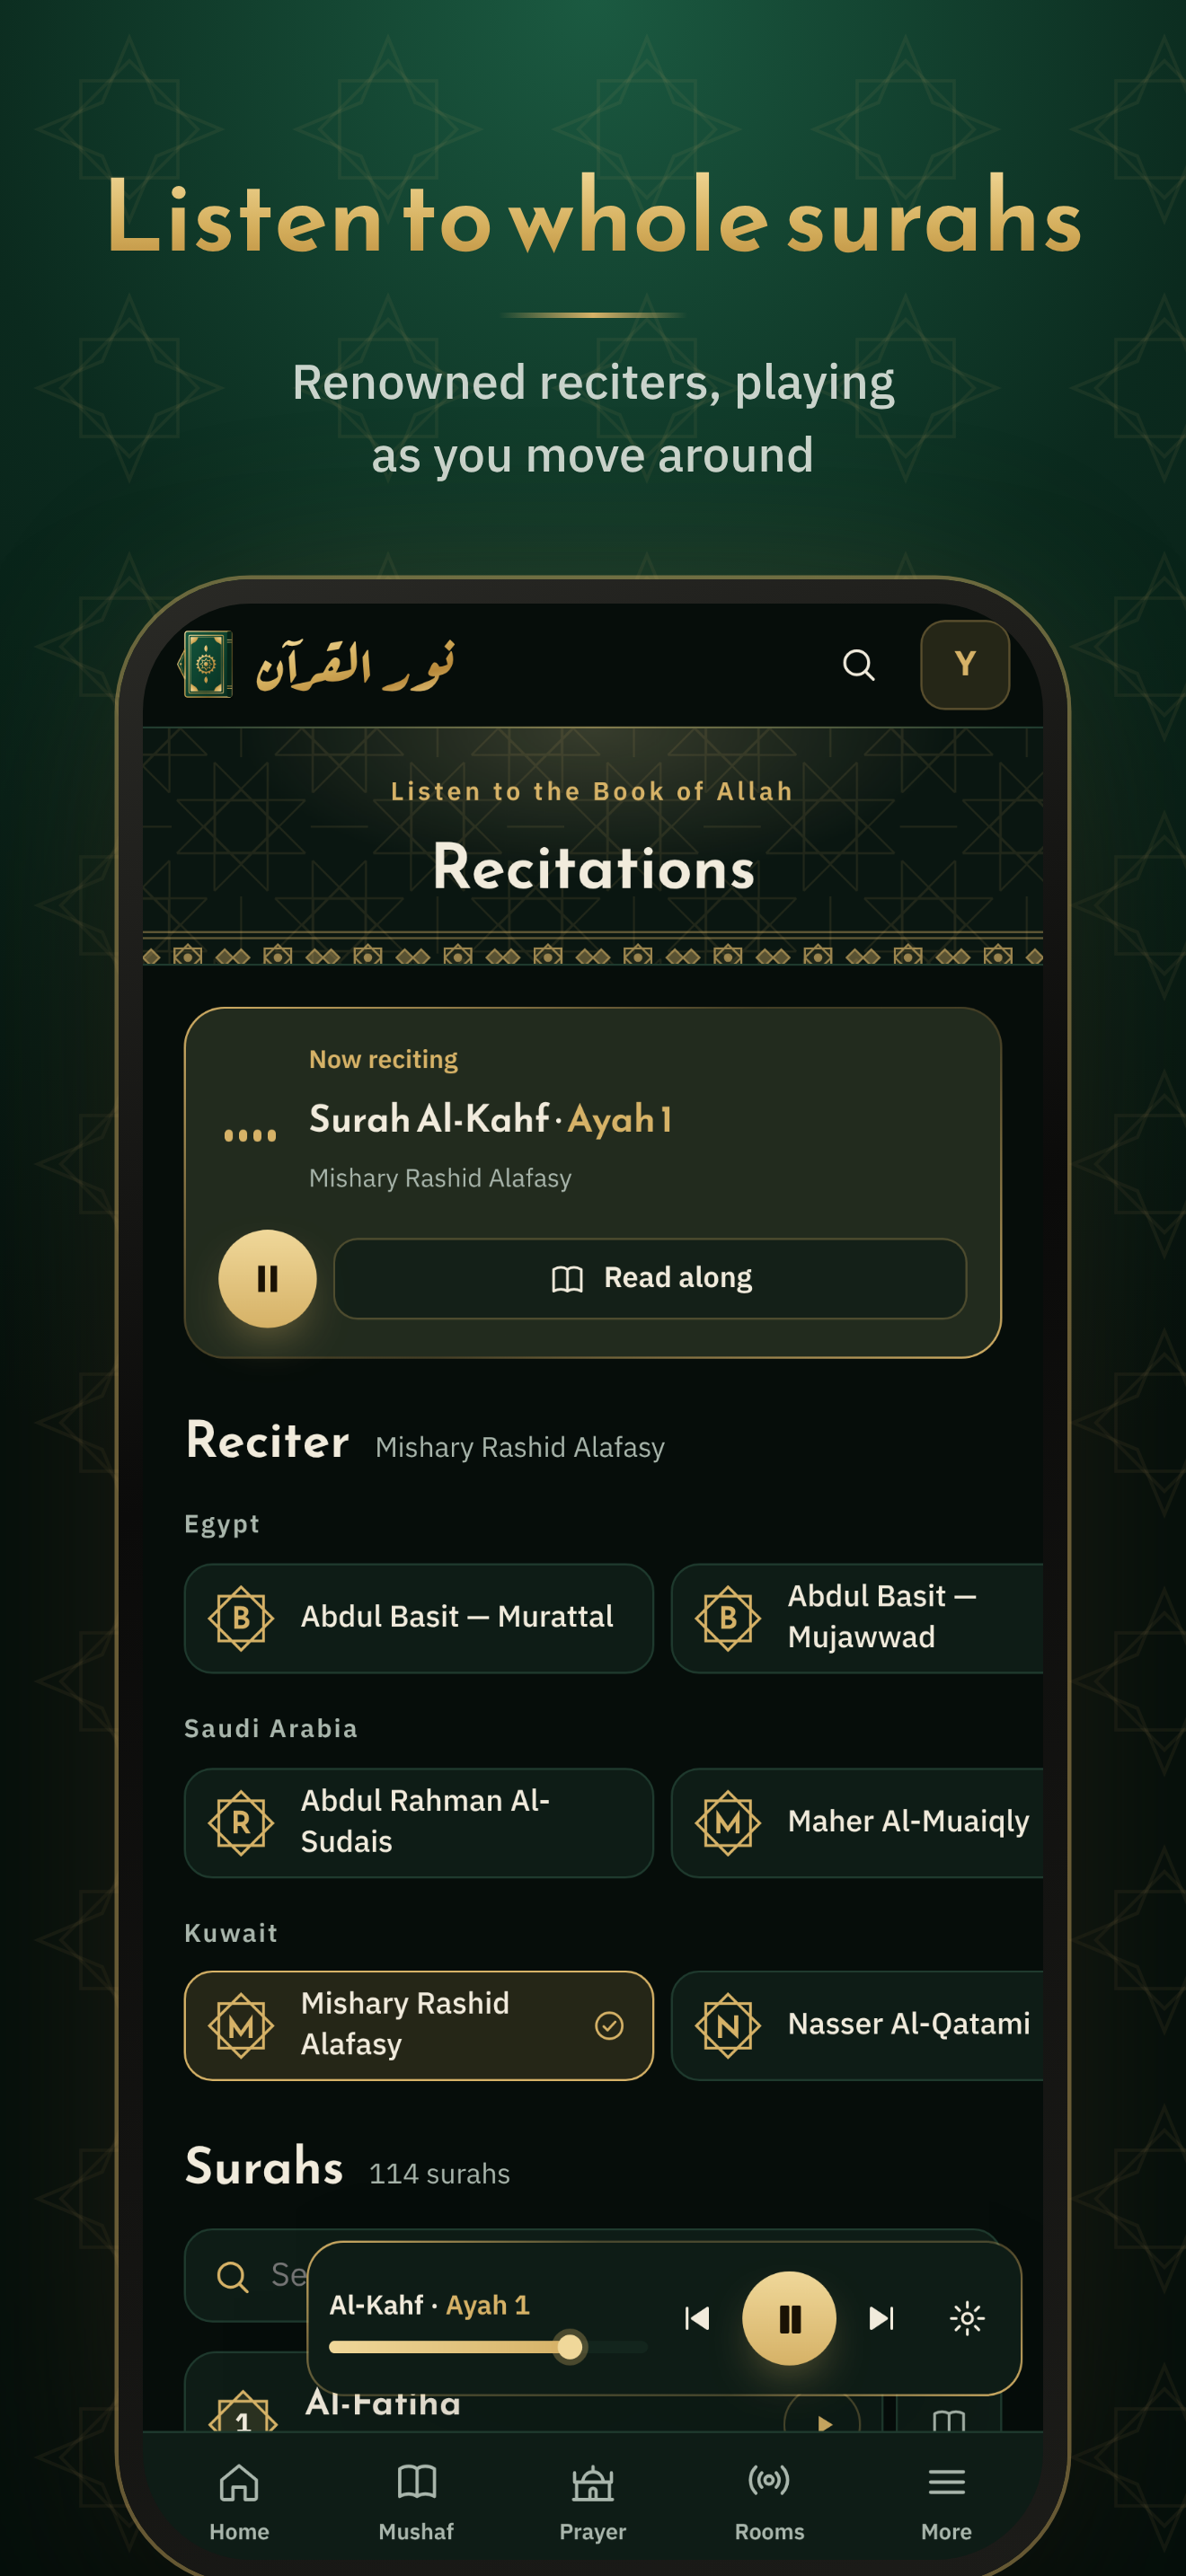 Listen to whole surahs
Renowned reciters, playing
as you move around
نور القرآن
Y
Listen to the Book of Allah
Recitations
Now reciting
Surah Al-Kahf · Ayah 1
Mishary Rashid Alafasy
Read along
Reciter Mishary Rashid Alafasy
Egypt
B Abdul Basit — Murattal
B Abdul Basit —
Mujawwad
Saudi Arabia
R Abdul Rahman Al-
Sudais
M Maher Al-Muaiqly
Kuwait
M Mishary Rashid
Alafasy
N Nasser Al-Qatami
Surahs 114 surahs
Se
Al-Kahf · Ayah 1
1 Al-Fatiha
Home Mushaf Prayer Rooms More